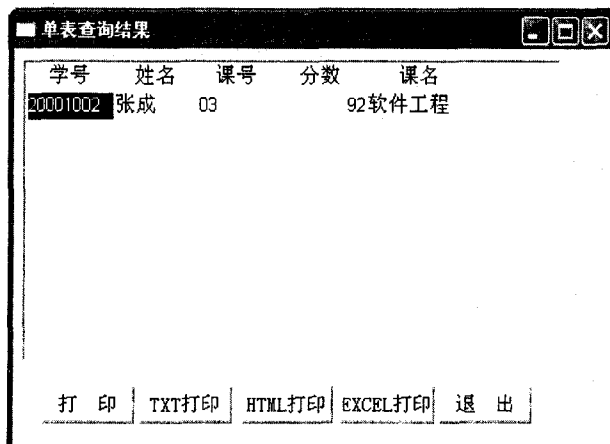 单表查询结果
学号 姓名 课号 分数 课名
20001002 张成 03 92 软件工程
打 印 TXT打印 HTML打印 EXCEL打印 退 出